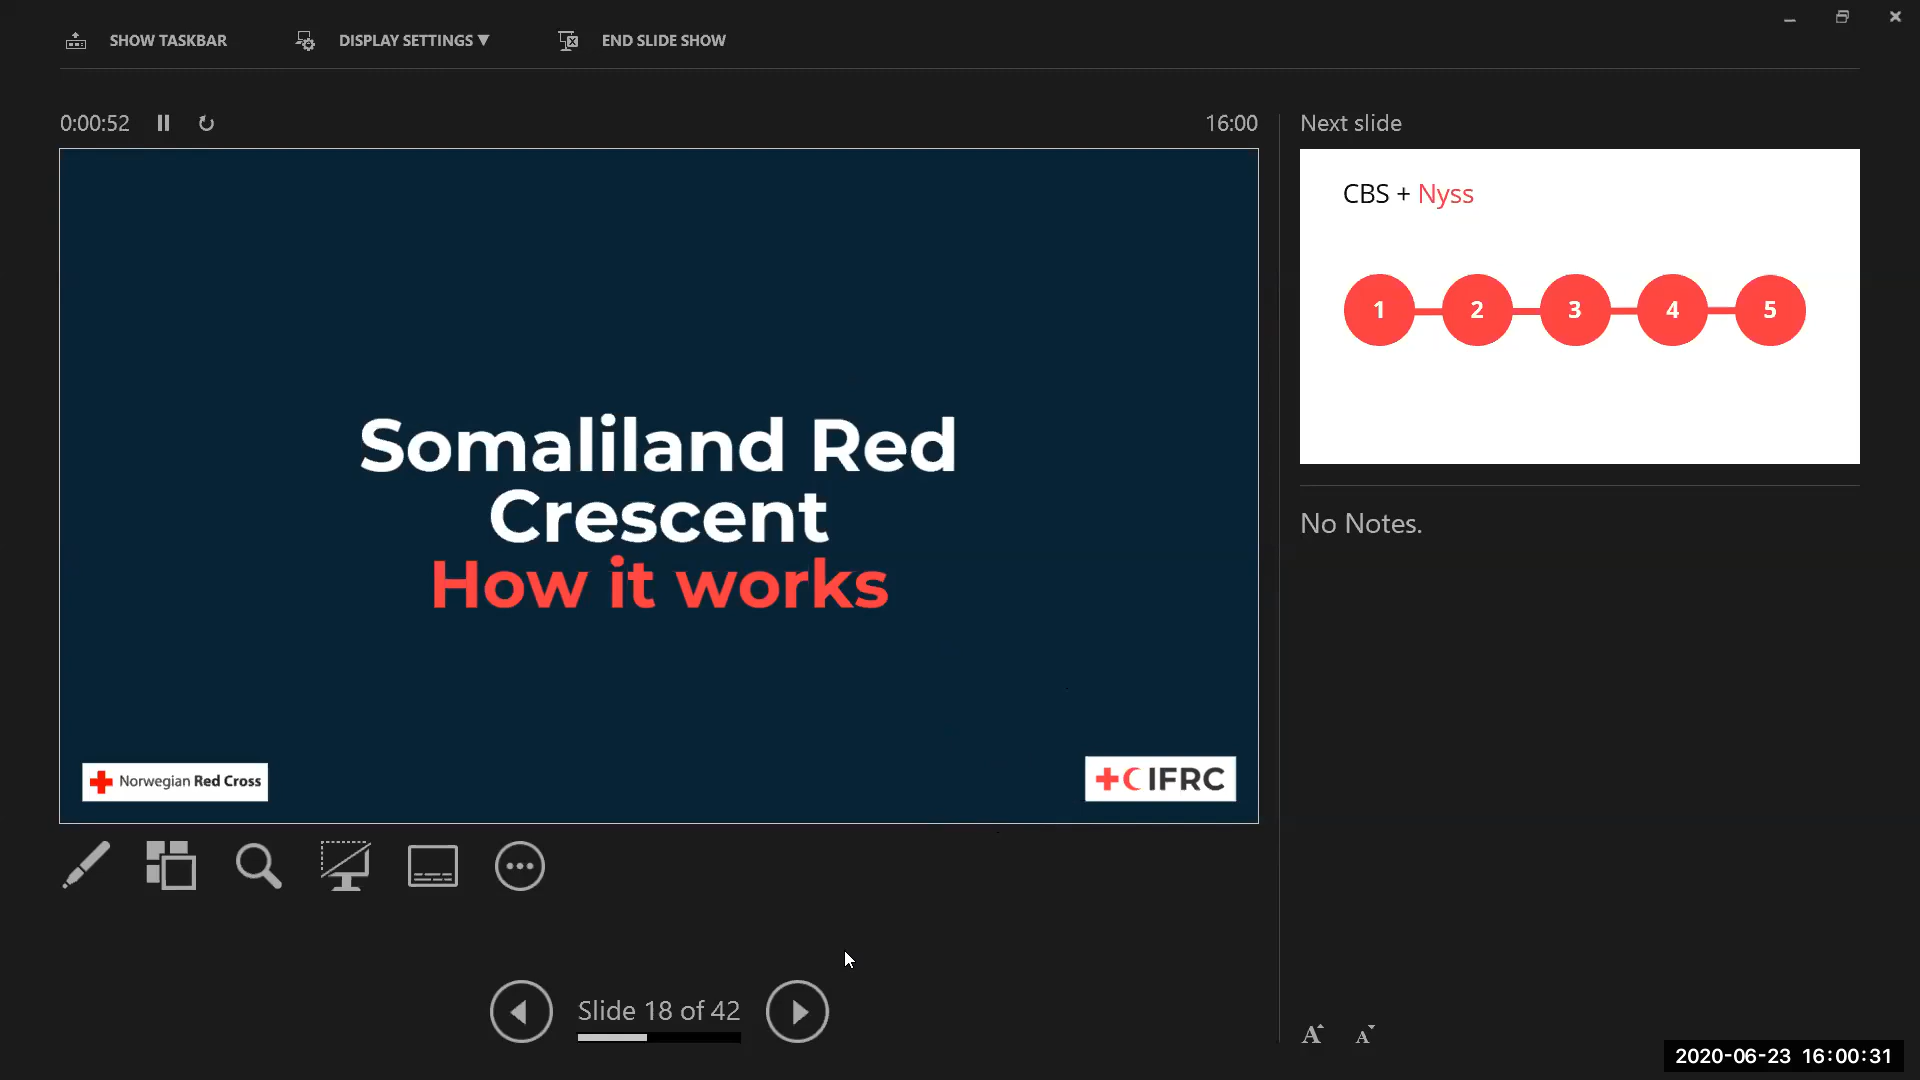 SHOW TASKBAR
DISPLAY SETTINGS ▼
END SLIDE SHOW
0:00:52
16:00
Next slide
Somaliland Red
Crescent
How it works
Norwegian Red Cross
IFRC
CBS + Nyss
1
2
3
4
5
No Notes.
Slide 18 of 42
A
A
2020-06-23 16:00:31